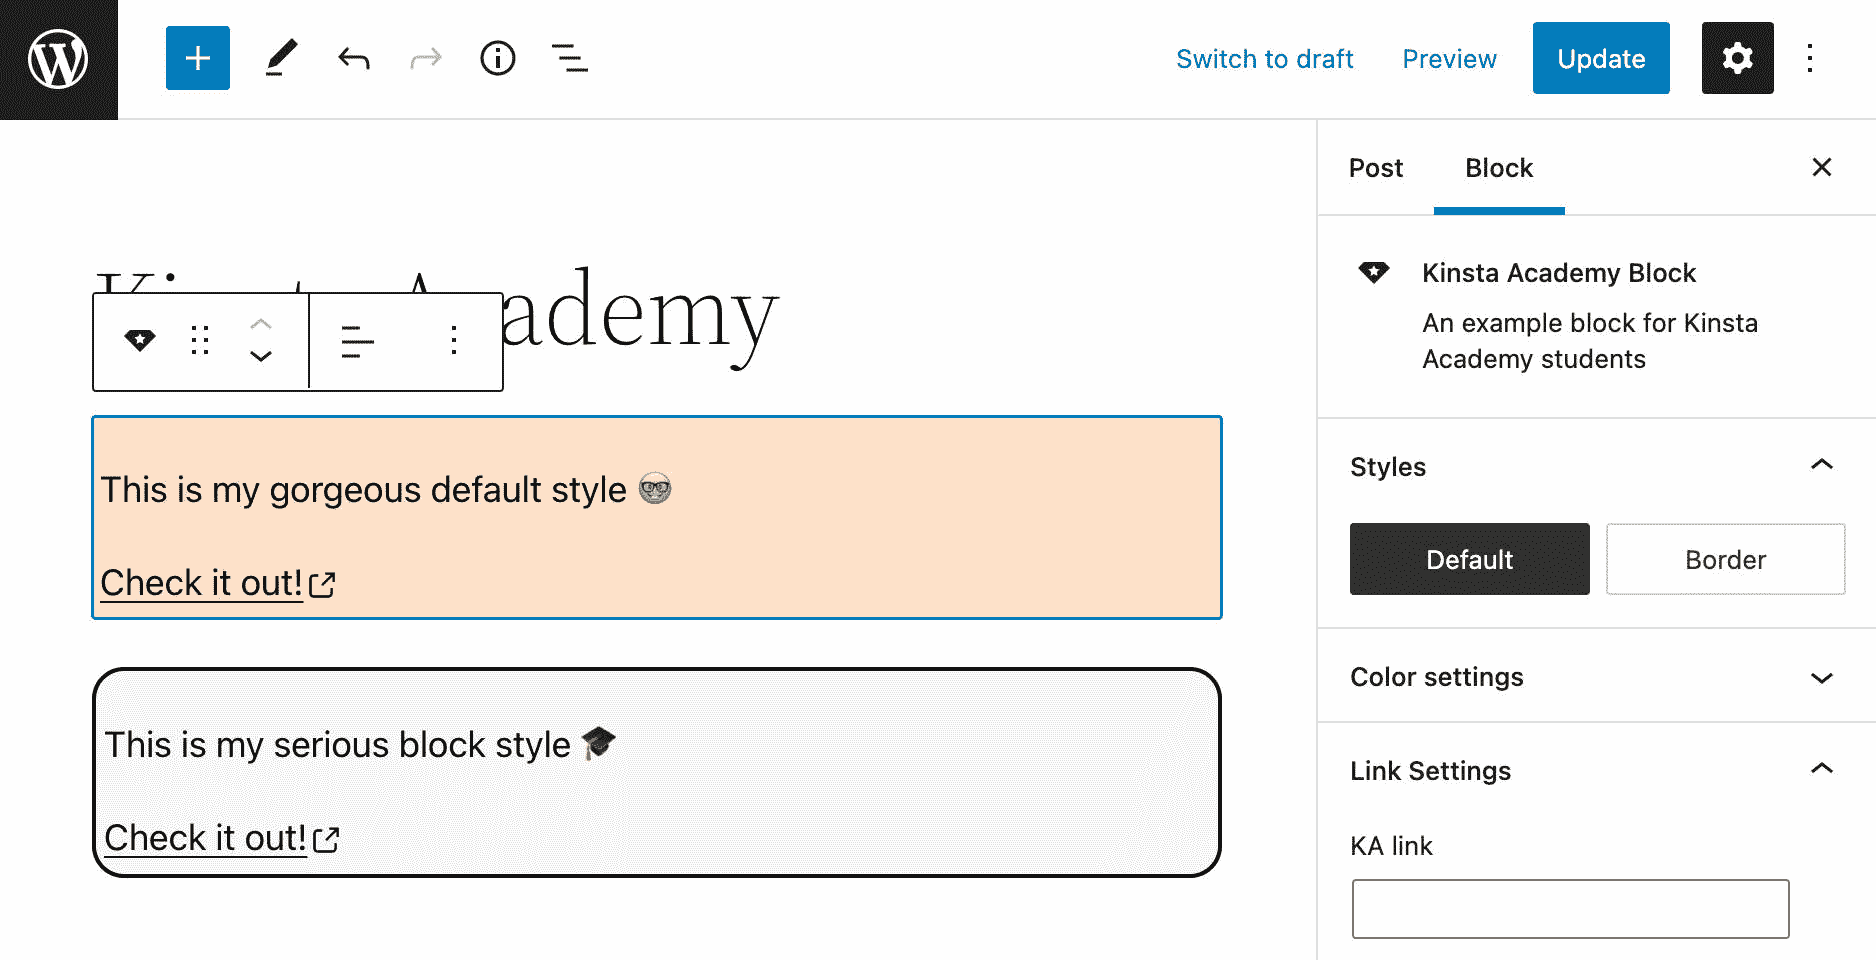 Switch to draft
Preview
Update
Post
Block
Kinsta Academy Block
An example block for Kinsta
Academy students
Styles
Default
Border
Color settings
Link Settings
KA link
ademy
This is my gorgeous default style 🤓
Check it out!
This is my serious block style 🎓
Check it out!